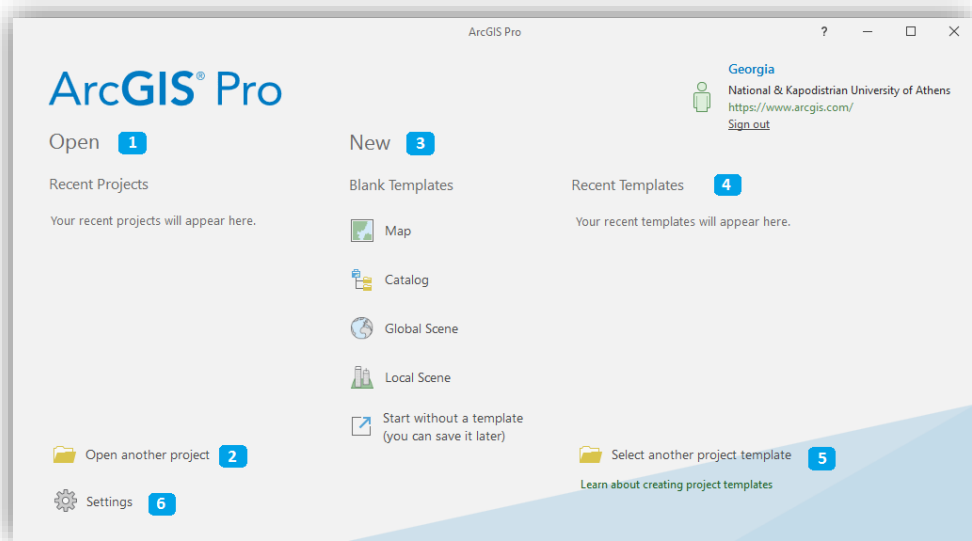 ArcGIS Pro
?
ArcGIS® Pro
Georgia
National & Kapodistrian University of Athens
https://www.arcgis.com/
Sign out
Open 1
New 3
Recent Projects
Blank Templates
Recent Templates 4
Your recent projects will appear here.
Your recent templates will appear here.
Map
Catalog
Global Scene
Local Scene
Start without a template
(you can save it later)
Open another project 2
Select another project template 5
Learn about creating project templates
Settings 6